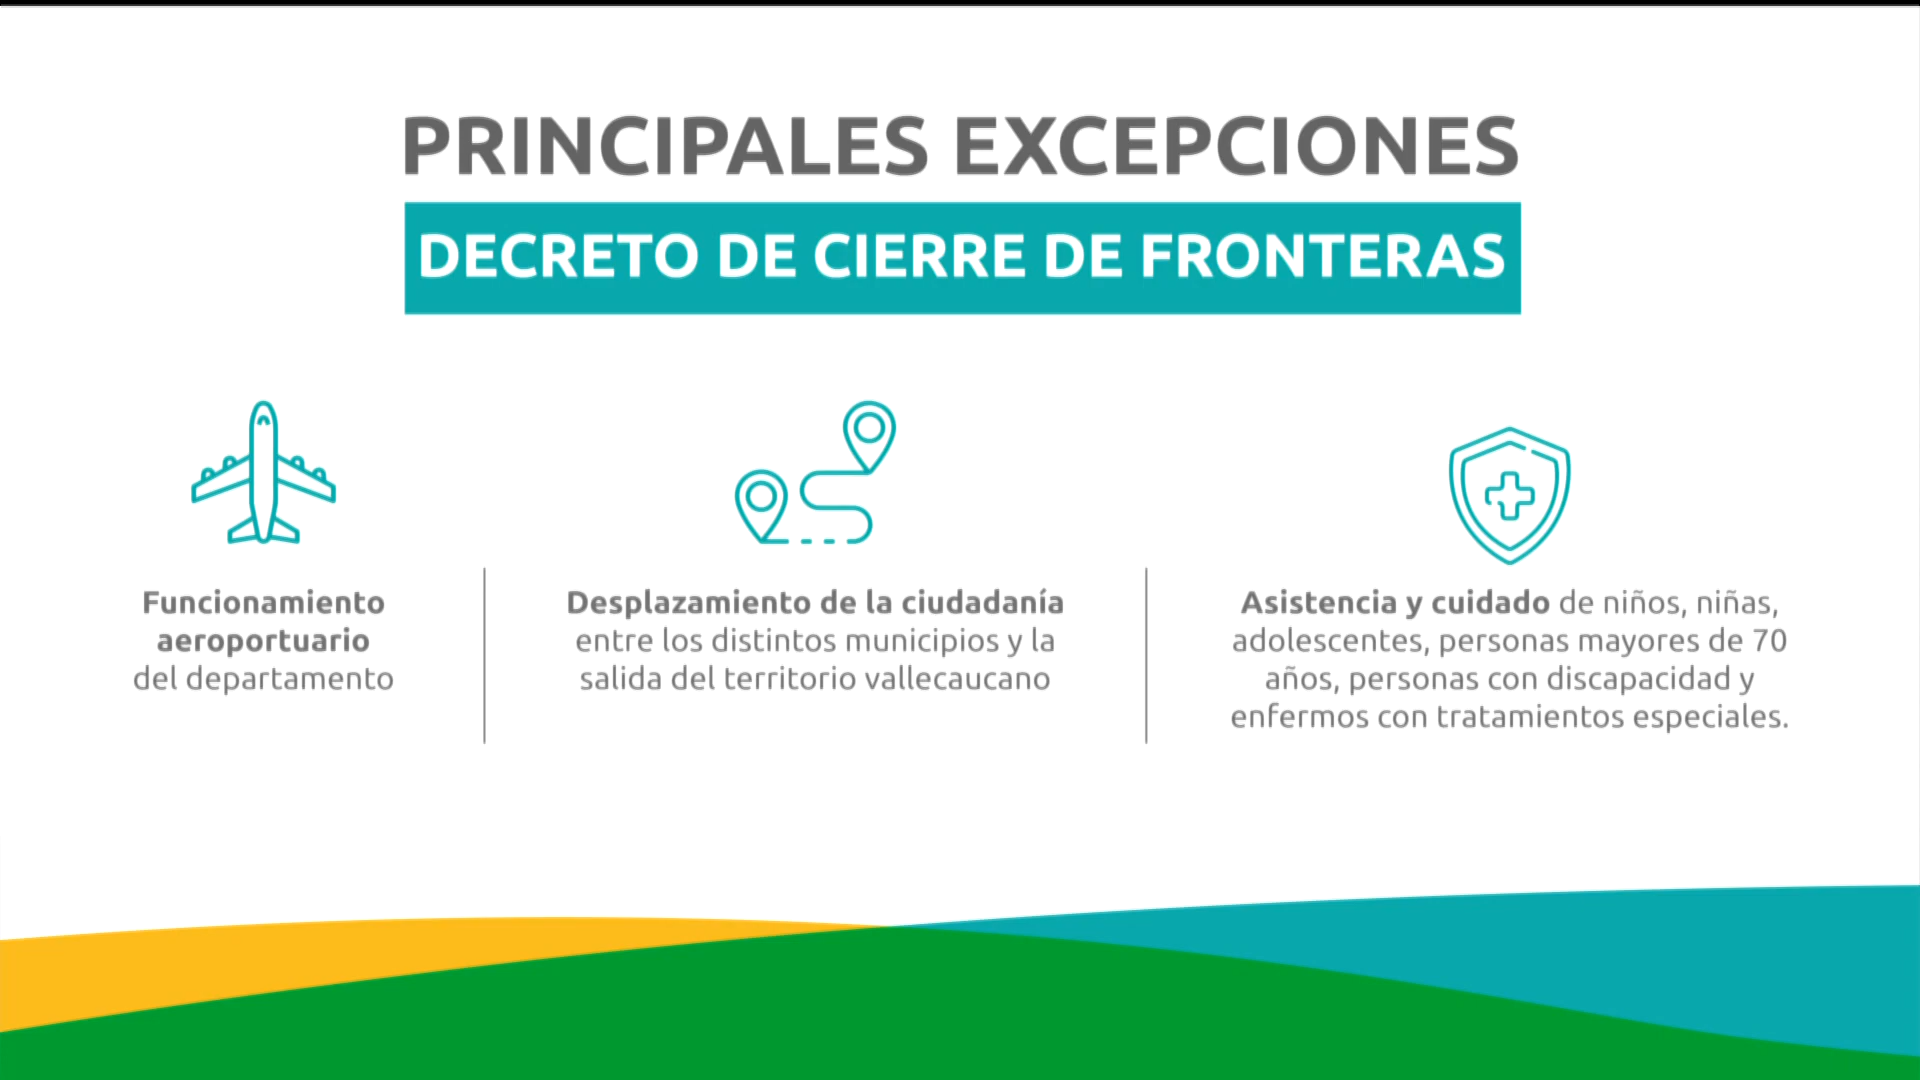 PRINCIPALES EXCEPCIONES
DECRETO DE CIERRE DE FRONTERAS
Funcionamiento
aeroportuario
del departamento
Desplazamiento de la ciudadanía
entre los distintos municipios y la
salida del territorio vallecaucano
Asistencia y cuidado de niños, niñas,
adolescentes, personas mayores de 70
años, personas con discapacidad y
enfermos con tratamientos especiales.